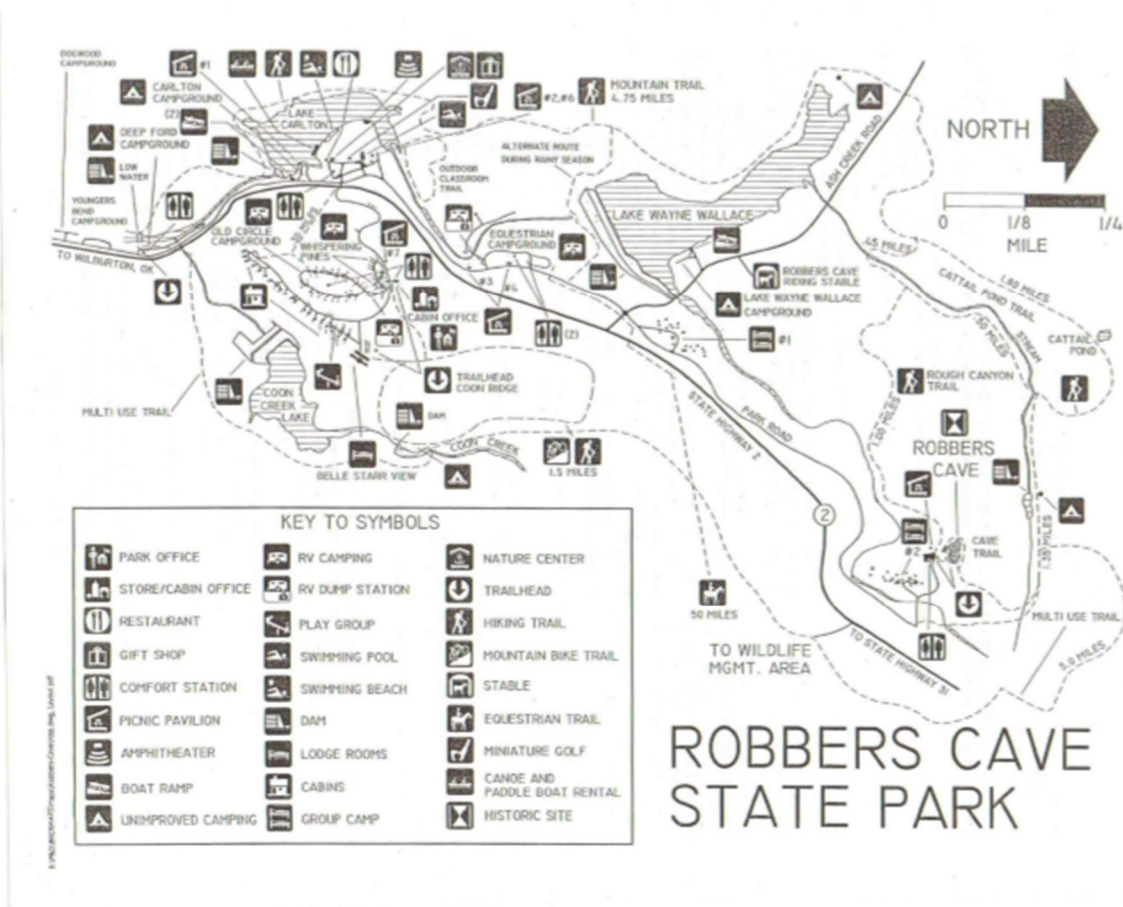 DOGWOOD
CAMPGROUND
#1
CARLTON
CAMPGROUND
(2)
DEEP FORD
CAMPGROUND
LOW
WATER
YOUNGERS
BEND
CAMPGROUND
TO WILBURTON, OK
LAKE
CARLTON
#2,#6
MOUNTAIN TRAIL
4.75 MILES
ALTERNATE ROUTE
DURING RAINY SEASON
OUTDOOR
CLASSROOM
TRAIL
ASH CREEK ROAD
NORTH
0
1/8
1/4
MILE
LAKE WAYNE WALLACE
OLD CIRCLE
CAMPGROUND
WHISPERING
PINES
#7
EQUESTRIAN
CAMPGROUND
ROBBERS CAVE
RIDING STABLE
LAKE WAYNE WALLACE
CAMPGROUND
CABIN OFFICE
#3
(2)
#1
CATTAIL POND TRAIL
1.80 MILES
STREAM
CATTAIL
POND
MULTI USE TRAIL
COON
CREEK
LAKE
TRAILHEAD
COON RIDGE
DAM
COON CREEK
BELLE STARR VIEW
1.5 MILES
STATE HIGHWAY 2
PARK ROAD
ROUGH CANYON
TRAIL
1.00 MILES
ROBBERS
CAVE
2
#2
CAVE
TRAIL
50 MILES
TO WILDLIFE
MGMT. AREA
TO STATE HIGHWAY 31
MULTI USE TRAIL
5.0 MILES
KEY TO SYMBOLS
PARK OFFICE
STORE/CABIN OFFICE
RESTAURANT
GIFT SHOP
COMFORT STATION
PICNIC PAVILION
AMPHITHEATER
BOAT RAMP
UNIMPROVED CAMPING
RV CAMPING
RV DUMP STATION
PLAY GROUP
SWIMMING POOL
SWIMMING BEACH
DAM
LODGE ROOMS
CABINS
GROUP CAMP
NATURE CENTER
TRAILHEAD
HIKING TRAIL
MOUNTAIN BIKE TRAIL
STABLE
EQUESTRIAN TRAIL
MINIATURE GOLF
CANOE AND
PADDLE BOAT RENTAL
HISTORIC SITE
ROBBERS CAVE
STATE PARK